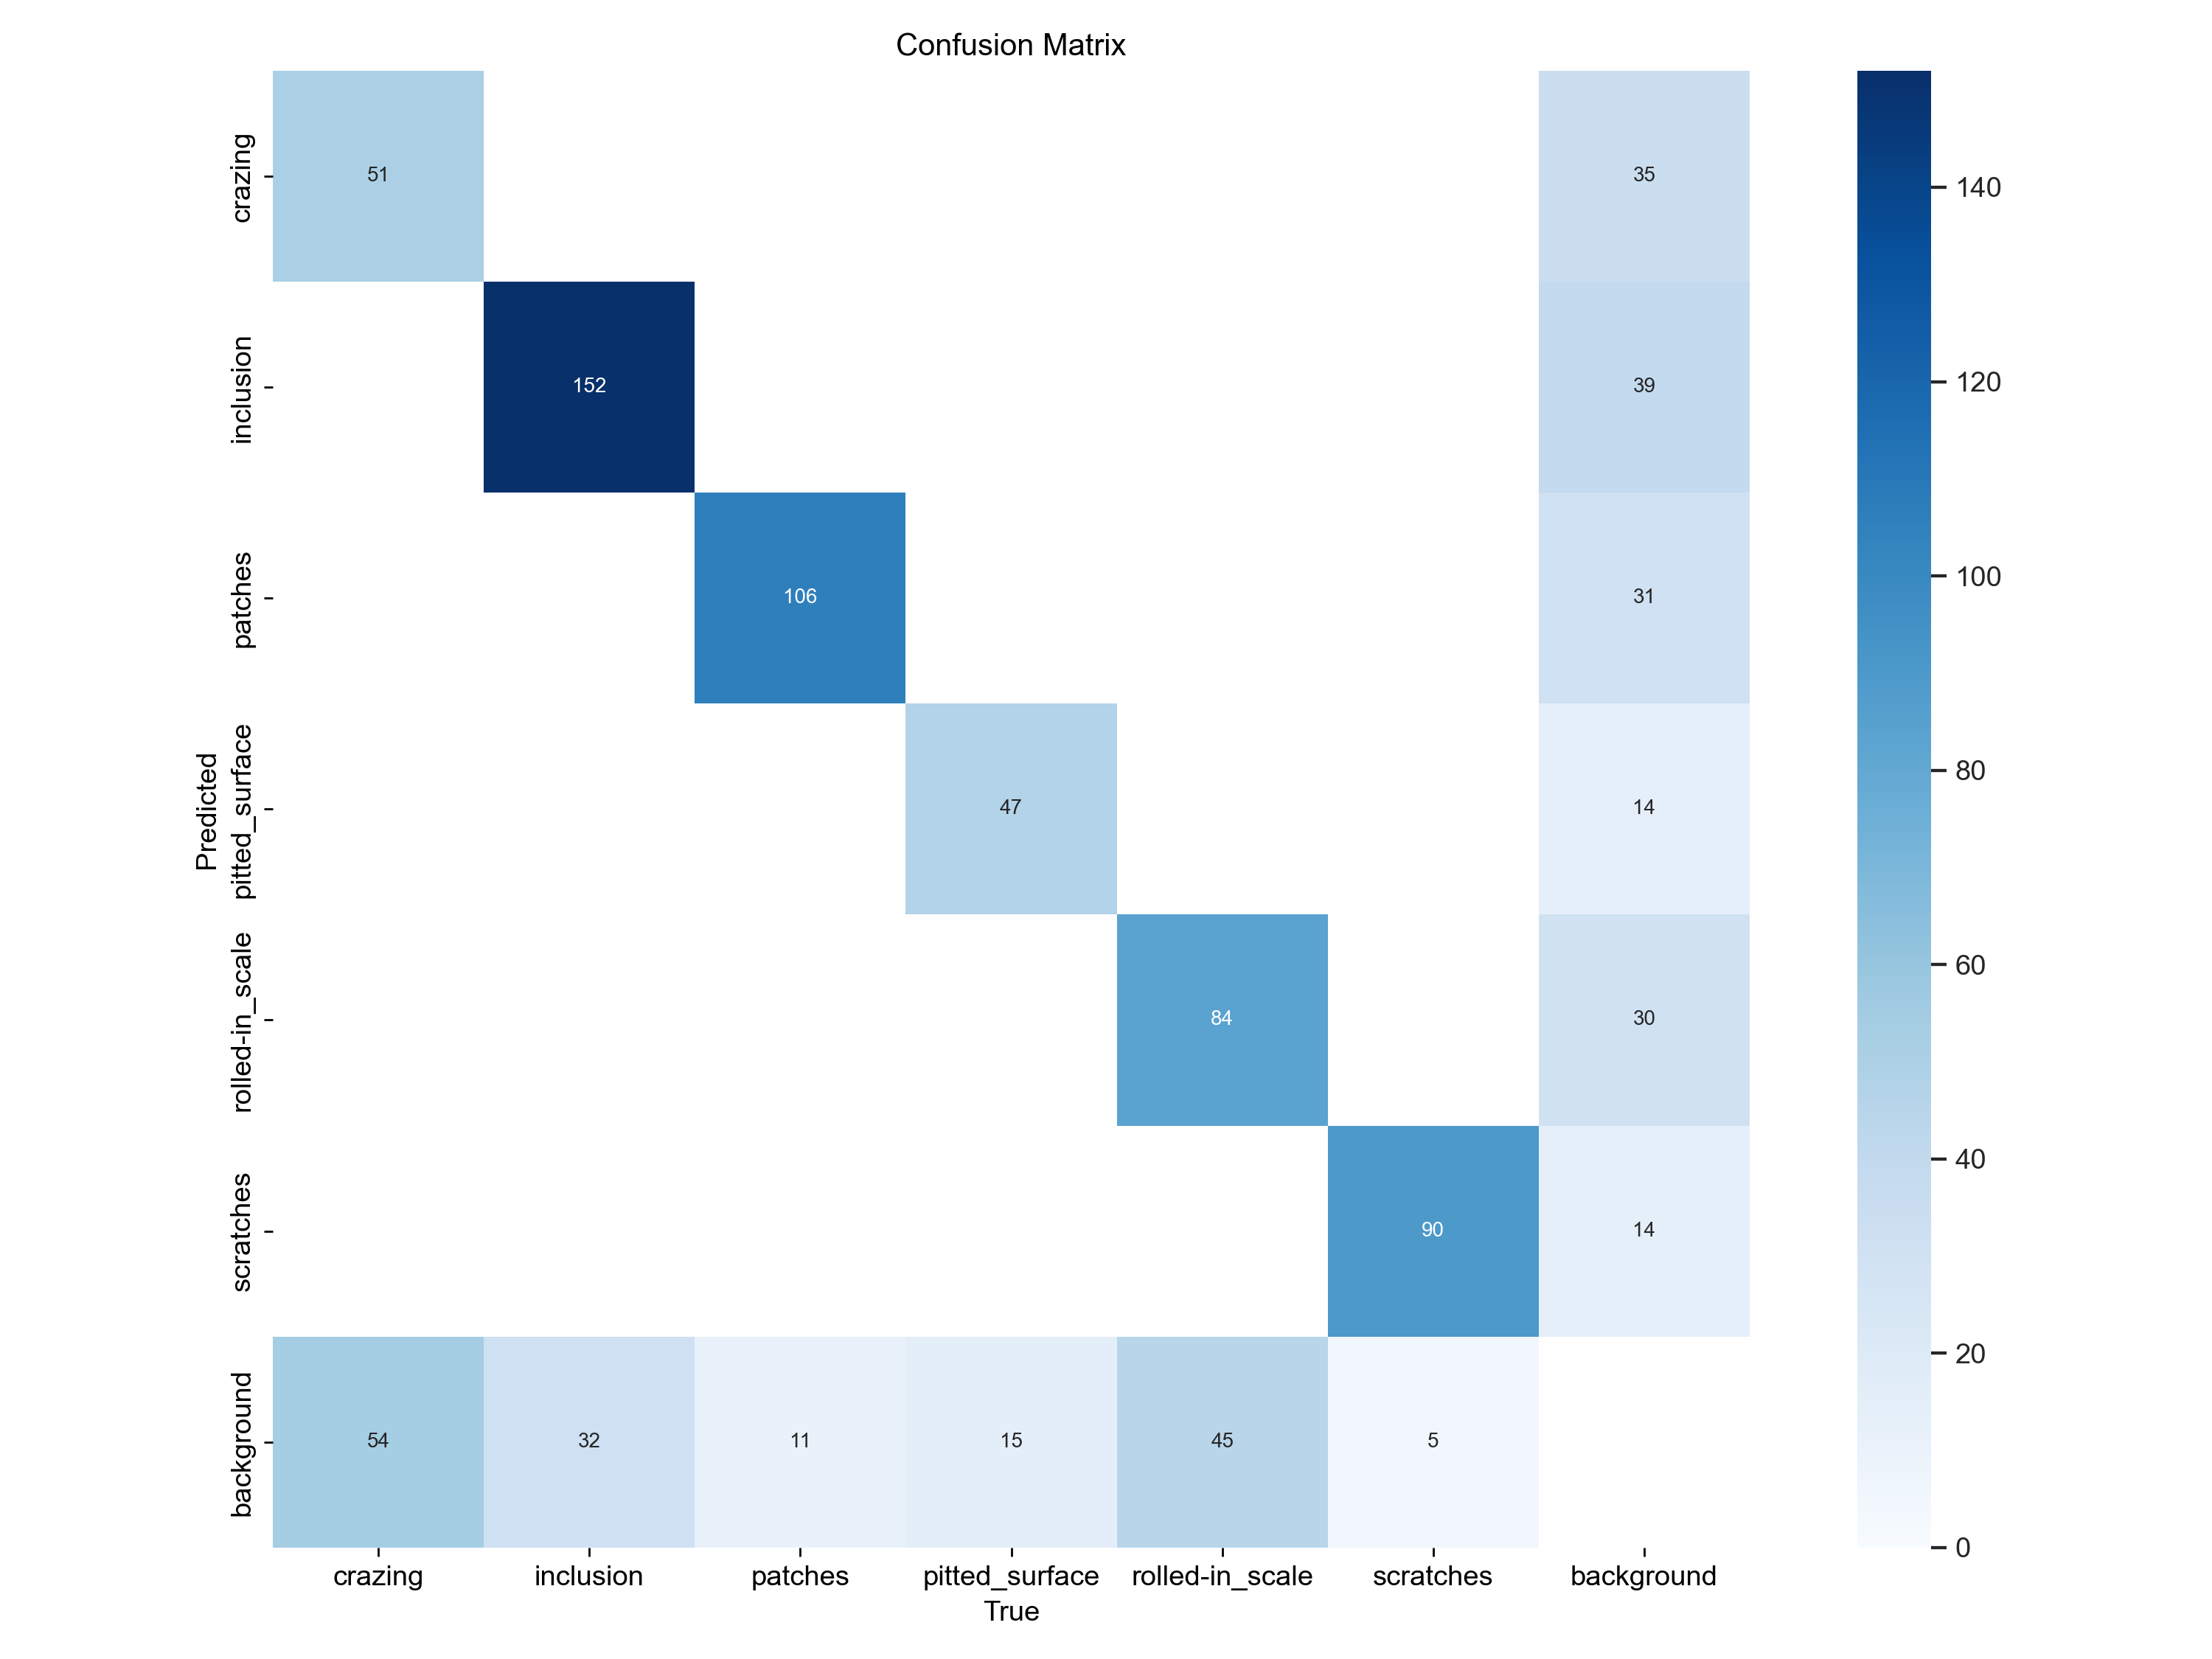 Confusion Matrix
crazing
51
35
inclusion
152
39
patches
106
31
Predicted
pitted_surface
47
14
rolled-in_scale
84
30
scratches
90
14
background
54
32
11
15
45
5
crazing
inclusion
patches
pitted_surface
rolled-in_scale
scratches
background
True
140
120
100
80
60
40
20
0